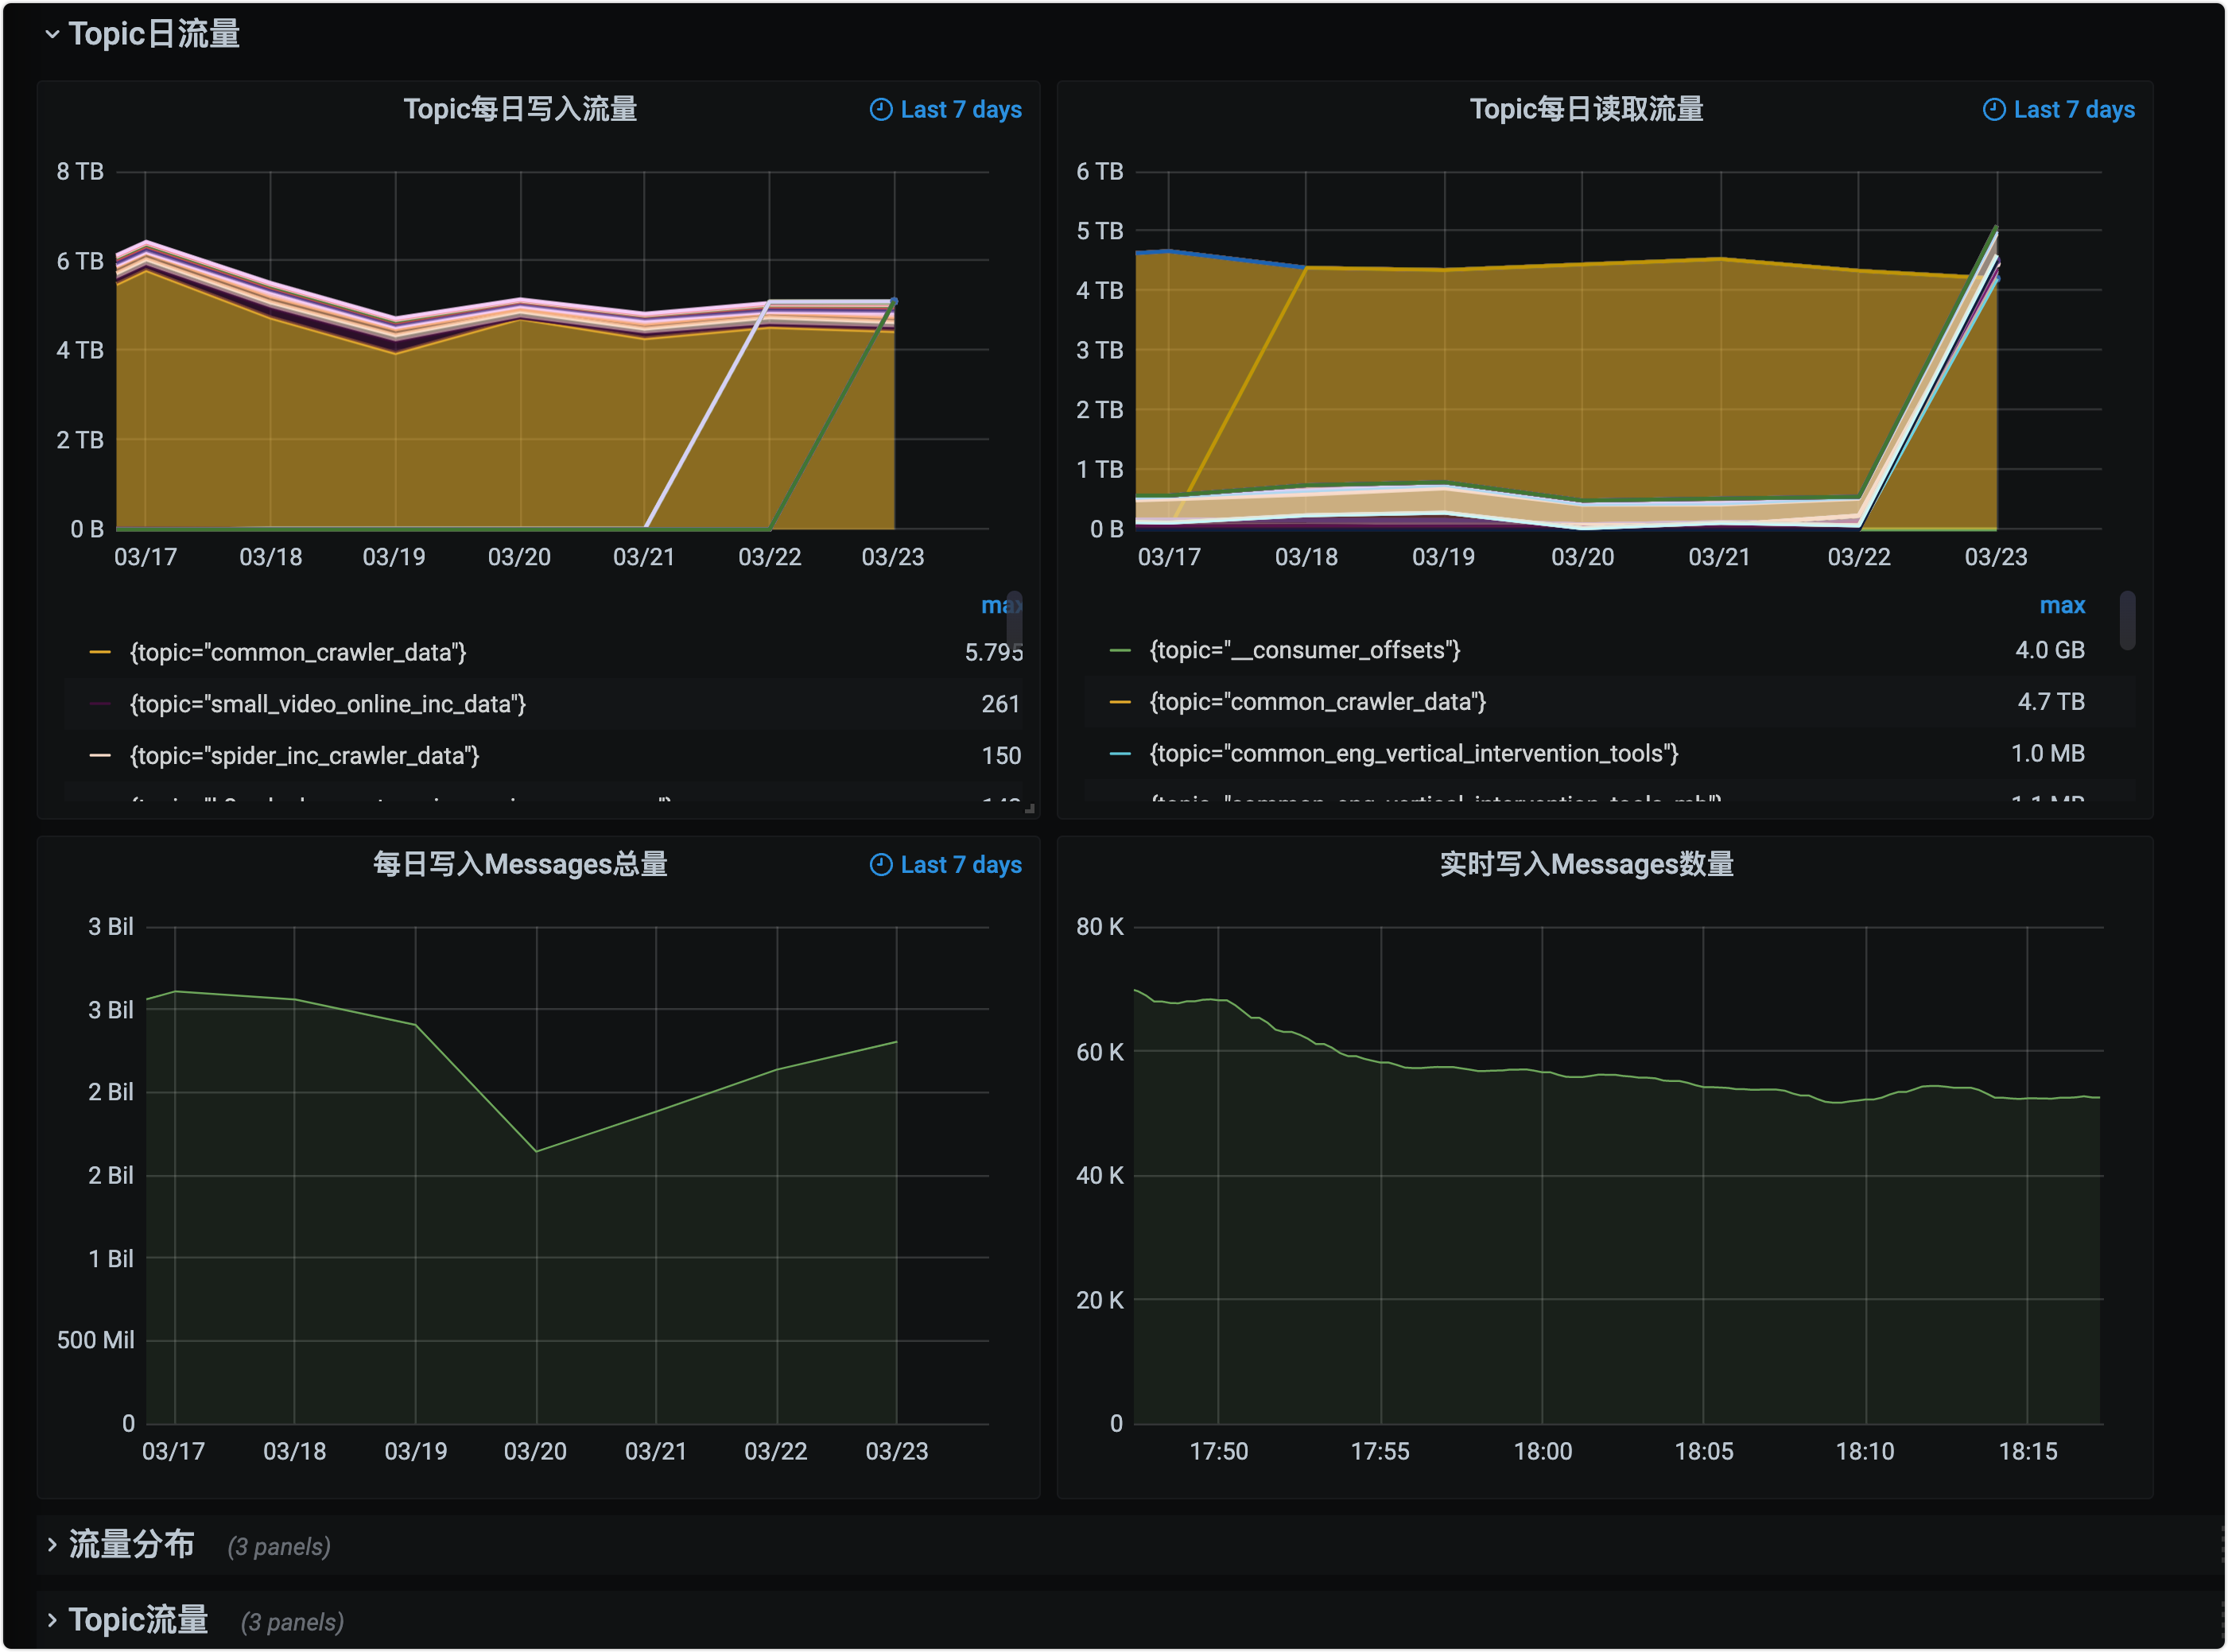 Topic日流量
Topic每日写入流量
Last 7 days
8 TB
6 TB
4 TB
2 TB
0 B
03/17 03/18 03/19 03/20 03/21 03/22 03/23
max
{topic="common_crawler_data"} 5.795
{topic="small_video_online_inc_data"} 261
{topic="spider_inc_crawler_data"} 150
Topic每日读取流量
Last 7 days
6 TB
5 TB
4 TB
3 TB
2 TB
1 TB
0 B
03/17 03/18 03/19 03/20 03/21 03/22 03/23
max
{topic="__consumer_offsets"} 4.0 GB
{topic="common_crawler_data"} 4.7 TB
{topic="common_eng_vertical_intervention_tools"} 1.0 MB
{topic="common_eng_vertical_intervention_tools_mb"} 1.1 MB
每日写入Messages总量
Last 7 days
3 Bil
3 Bil
2 Bil
2 Bil
1 Bil
500 Mil
0
03/17 03/18 03/19 03/20 03/21 03/22 03/23
实时写入Messages数量
80 K
60 K
40 K
20 K
0
17:50 17:55 18:00 18:05 18:10 18:15
流量分布 (3 panels)
Topic流量 (3 panels)